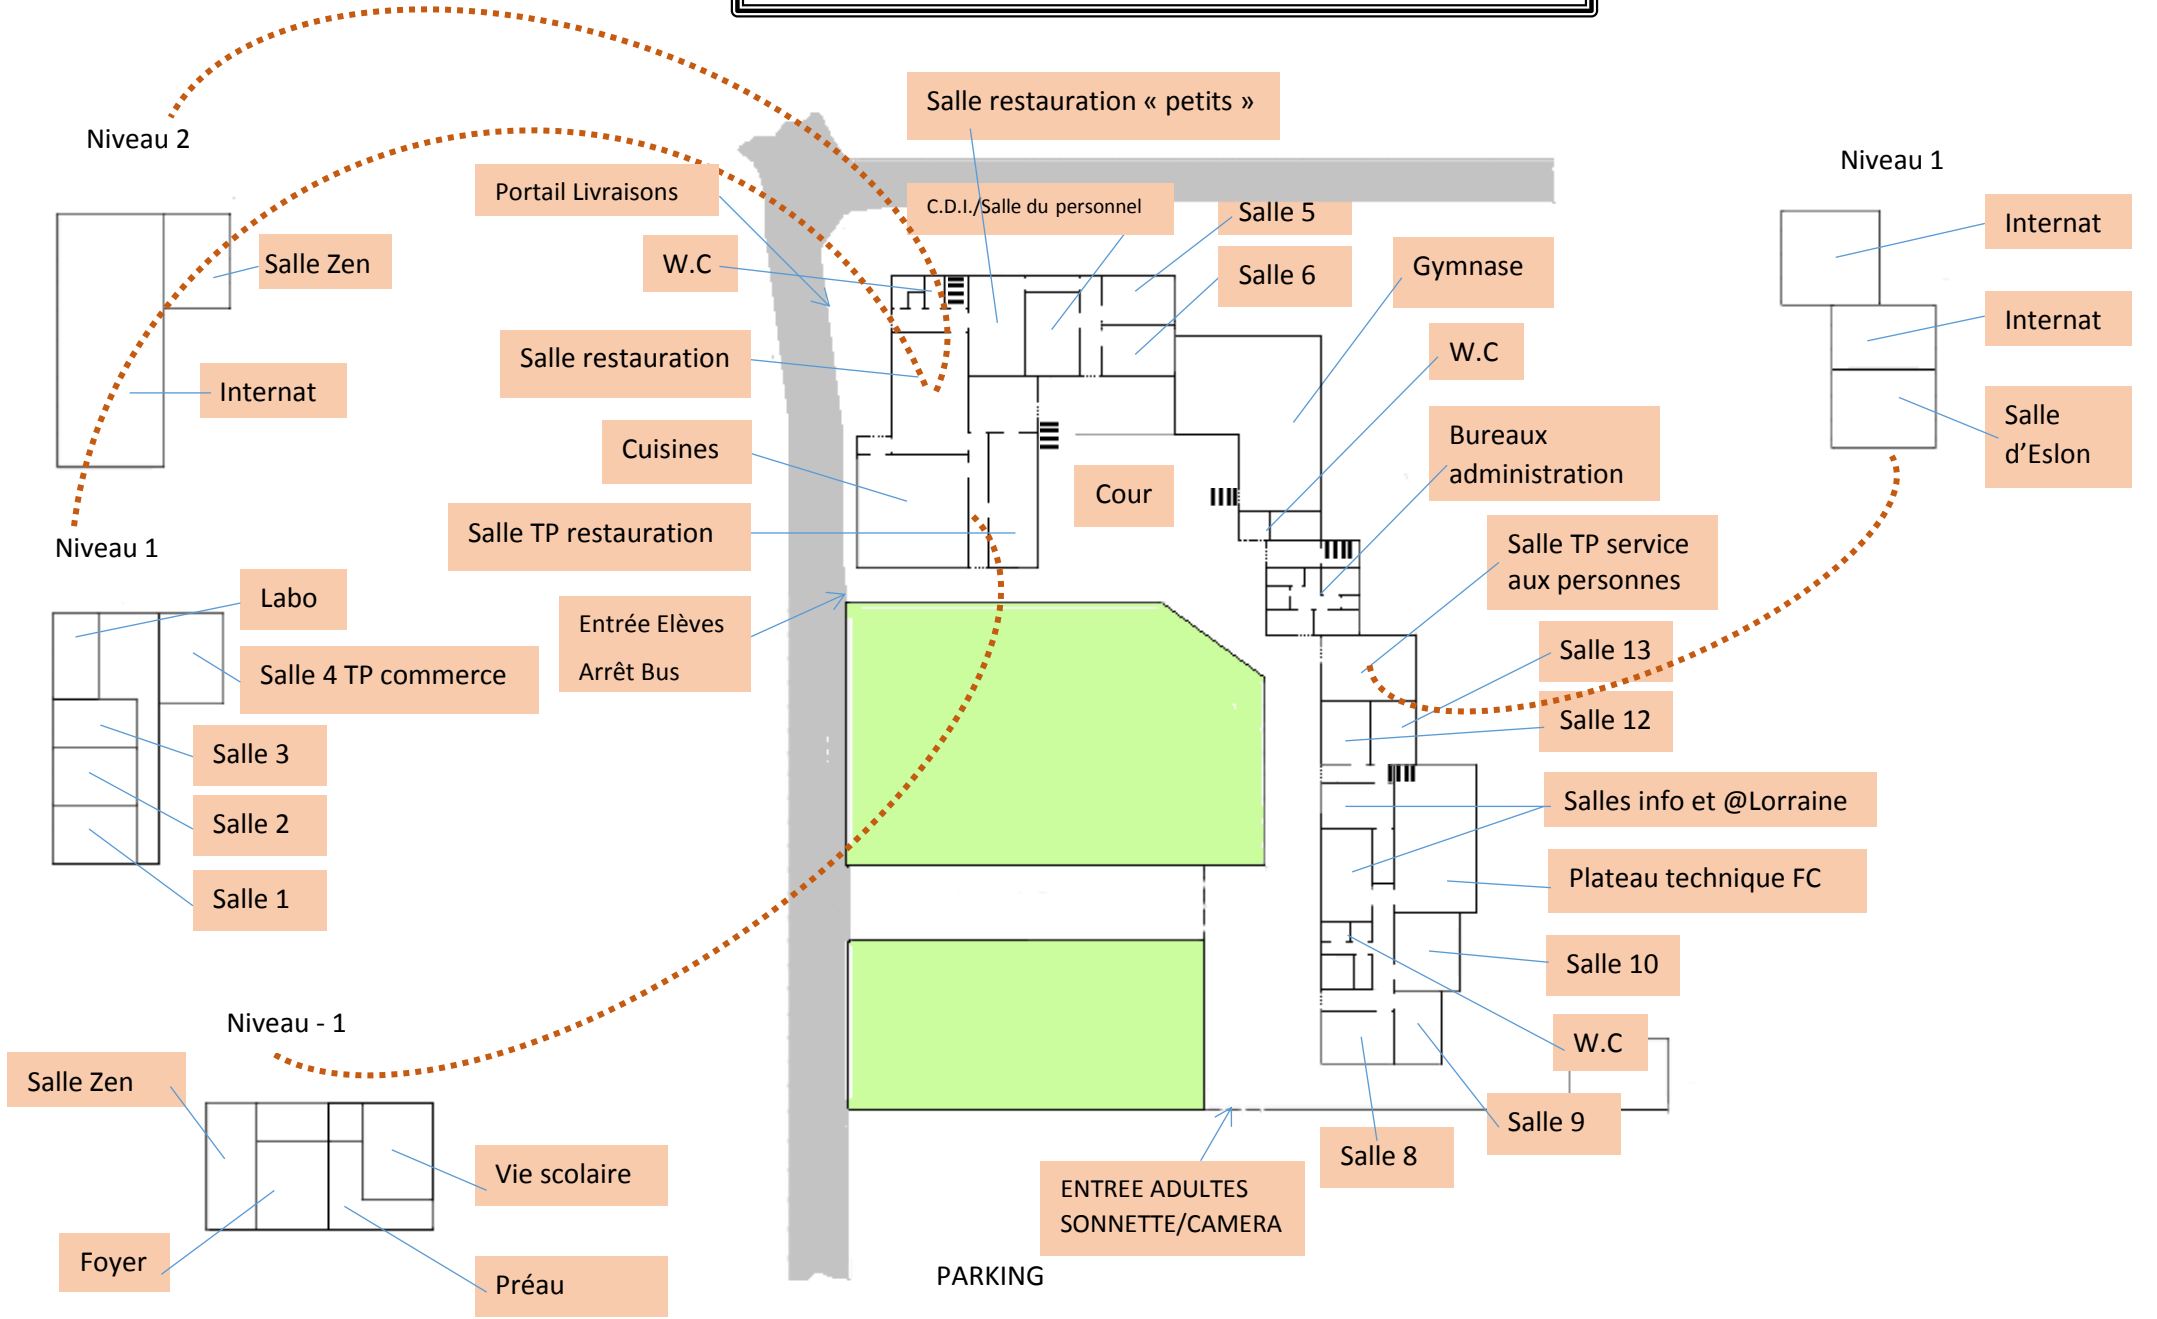 Salle restauration « petits »
Niveau 2
Niveau 1
Portail Livraisons
C.D.I./Salle du personnel
Salle 5
Internat
W.C
Salle 6
Gymnase
Salle Zen
Internat
Salle restauration
W.C
Internat
Salle
d’Eslon
Cuisines
Bureaux
administration
Cour
Salle TP restauration
Niveau 1
Salle TP service
aux personnes
Labo
Entrée Elèves
Arrêt Bus
Salle 13
Salle 4 TP commerce
Salle 12
Salle 3
Salle 2
Salles info et @Lorraine
Salle 1
Plateau technique FC
Salle 10
Niveau - 1
W.C
Salle Zen
Salle 9
Salle 8
Vie scolaire
ENTREE ADULTES
SONNETTE/CAMERA
Foyer
Préau
PARKING